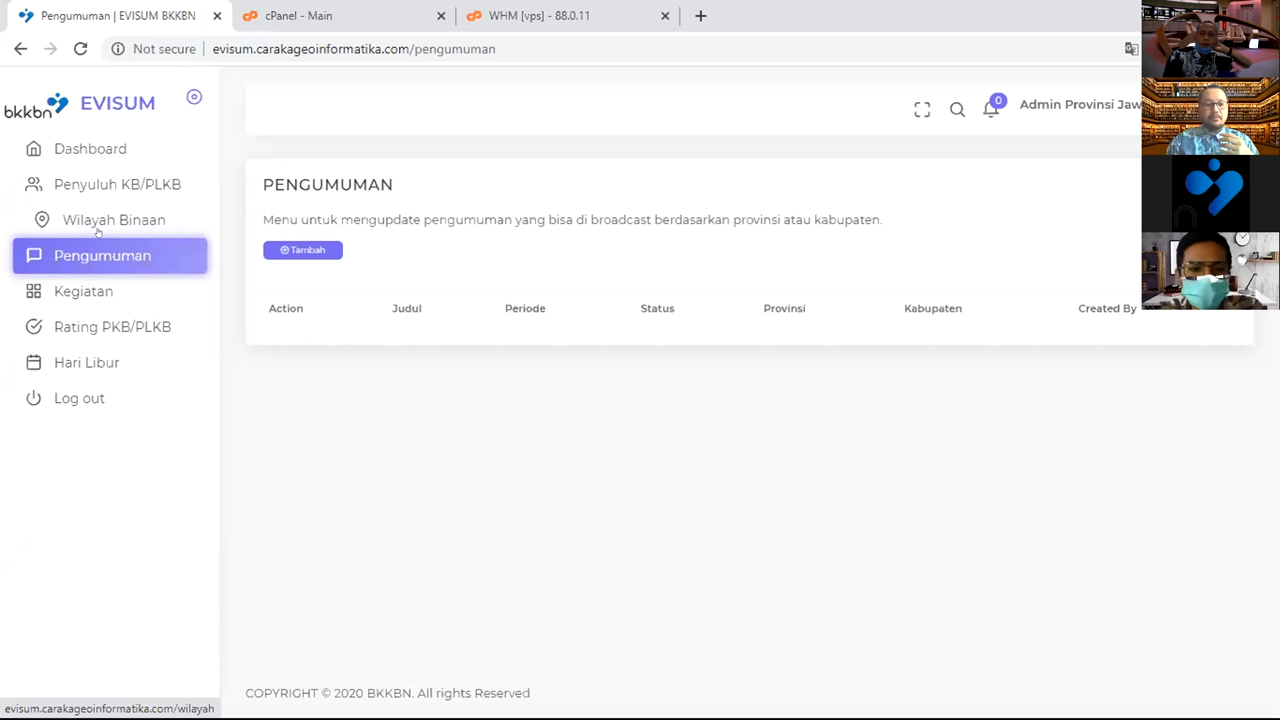 Pengumuman | EVISUM BKKBN
cPanel - Main
WHM [vps] - 88.0.11
Not secure
evisum.carakageoinformatika.com/pengumuman
bkkbn
EVISUM
0
Admin Provinsi Jaw
Dashboard
Penyuluh KB/PLKB
Wilayah Binaan
Pengumuman
Kegiatan
Rating PKB/PLKB
Hari Libur
Log out
PENGUMUMAN
Menu untuk mengupdate pengumuman yang bisa di broadcast berdasarkan provinsi atau kabupaten.
Tambah
Action Judul Periode Status Provinsi Kabupaten Created By
COPYRIGHT © 2020 BKKBN. All rights Reserved
evisum.carakageoinformatika.com/wilayah